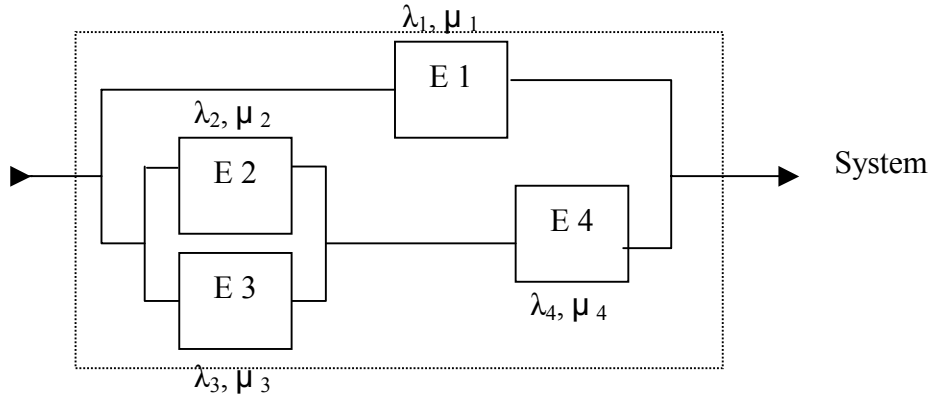 λ1, μ 1
E 1
λ2, μ 2
E 2
System
E 4
E 3
λ4, μ 4
λ3, μ 3